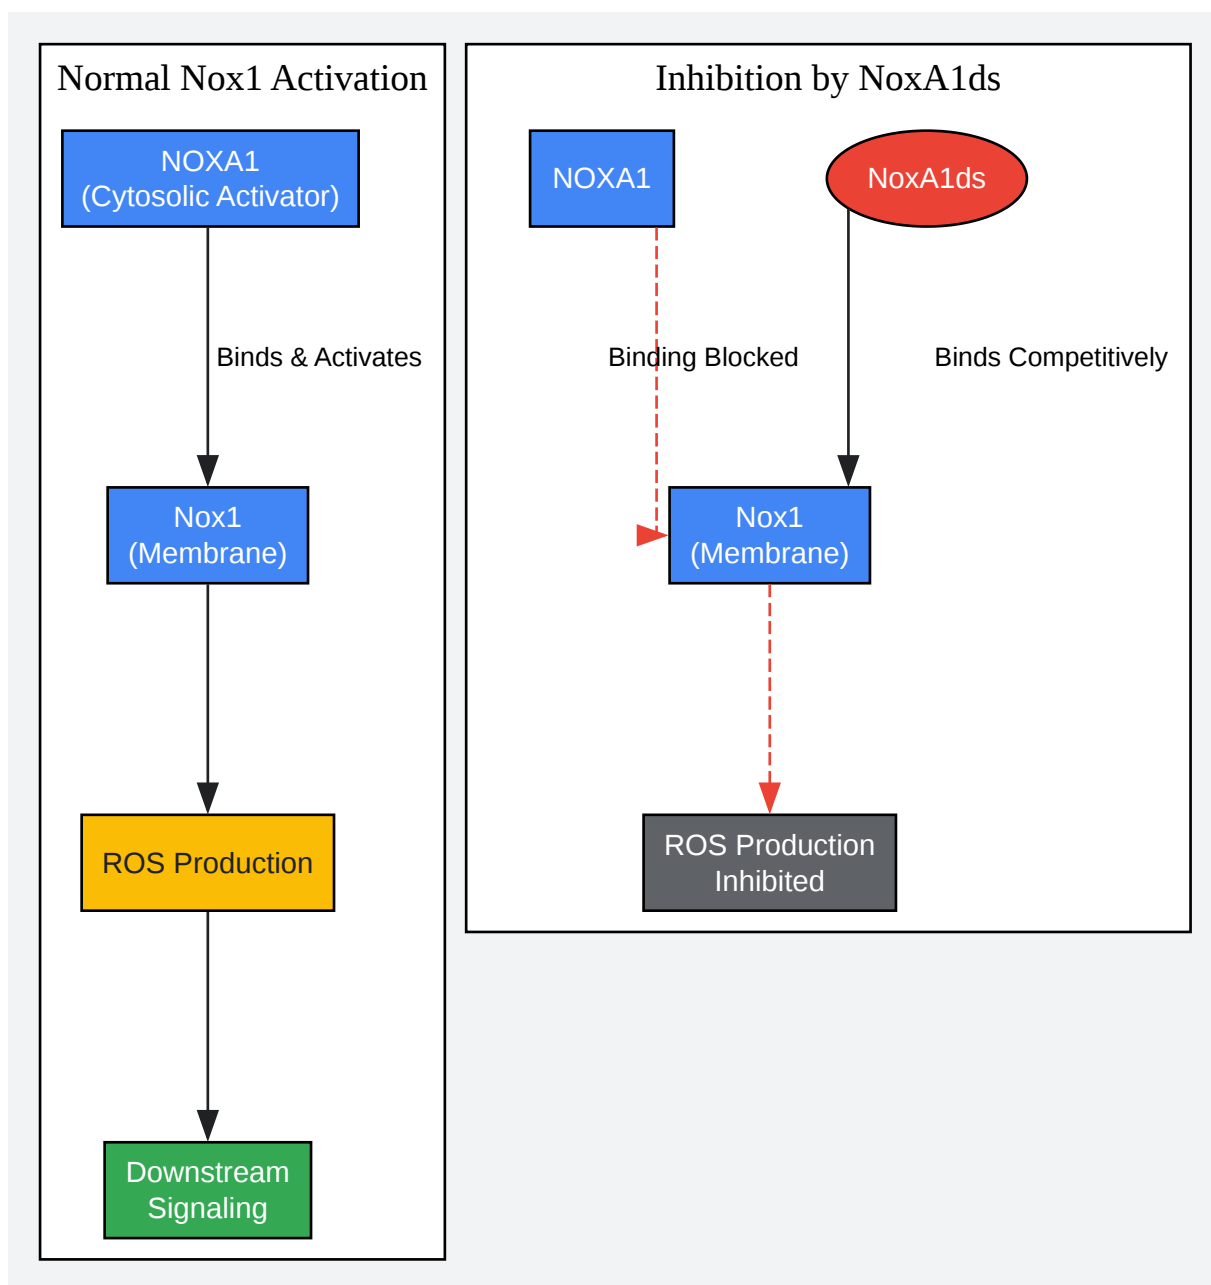 Normal Nox1 Activation
NOXA1
(Cytosolic Activator)
Binds & Activates
Nox1
(Membrane)
ROS Production
Downstream
Signaling
Inhibition by NoxA1ds
NOXA1
NoxA1ds
Binding Blocked
Binds Competitively
Nox1
(Membrane)
ROS Production
Inhibited